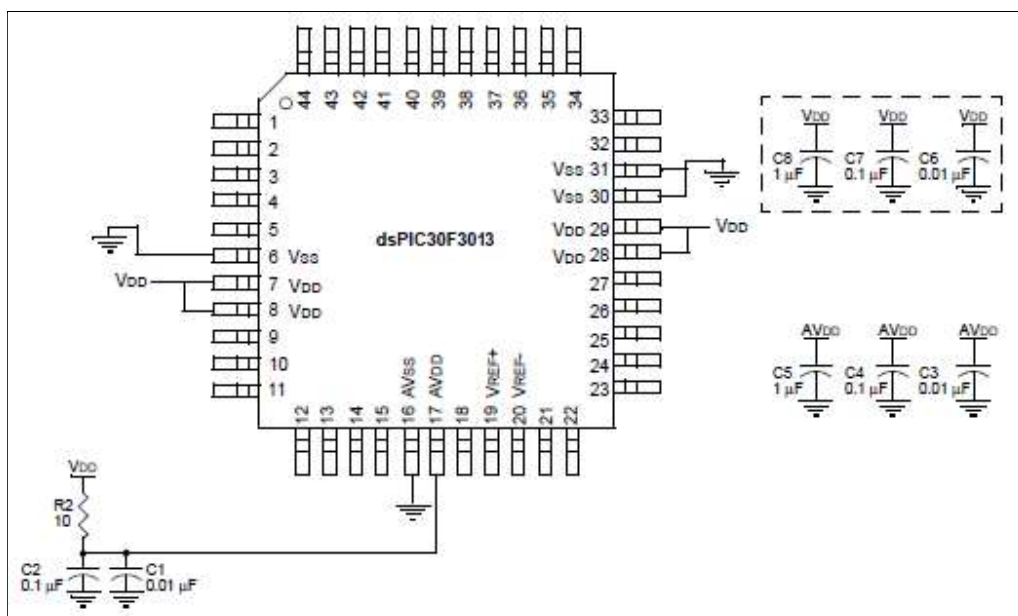 44 43 42 41 40 39 38 37 36 35 34
1
2
3
4
5
6 VSS
7 VDD
8 VDD
9
10
11
VDD
dsPIC30F3013
33
32
VSS 31
VSS 30
VDD 29
VDD 28
27
26
25
24
23
VDD
AVSS AVDD VREF+ VREF-
12 13 14 15 16 17 18 19 20 21 22
VDD VDD VDD
C8 C7 C6
1 µF 0.1 µF 0.01 µF
AVDD AVDD AVDD
C5 C4 C3
1 µF 0.1 µF 0.01 µF
VDD
R2
10
C2 C1
0.1 µF 0.01 µF